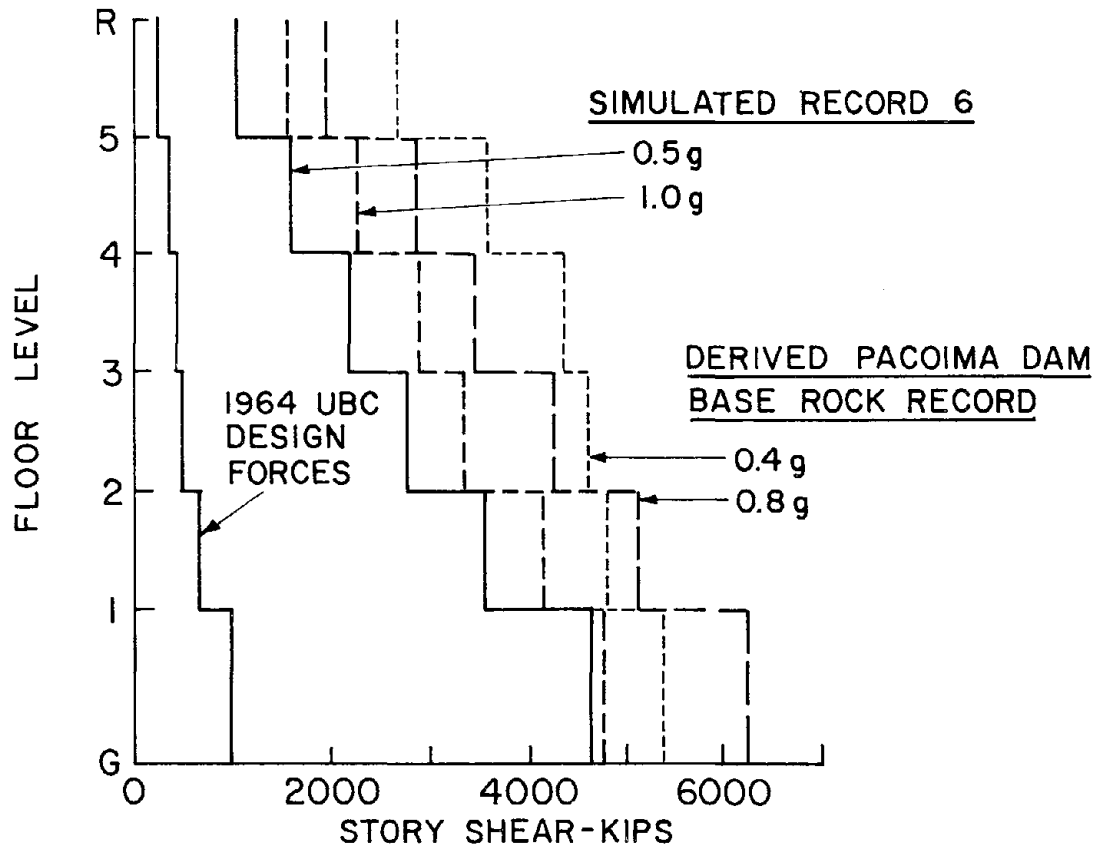 R
5
4
3
2
1
G
FLOOR LEVEL
SIMULATED RECORD 6
0.5 g
1.0 g
DERIVED PACOIMA DAM
BASE ROCK RECORD
0.4 g
0.8 g
1964 UBC
DESIGN
FORCES
0 2000 4000 6000
STORY SHEAR-KIPS